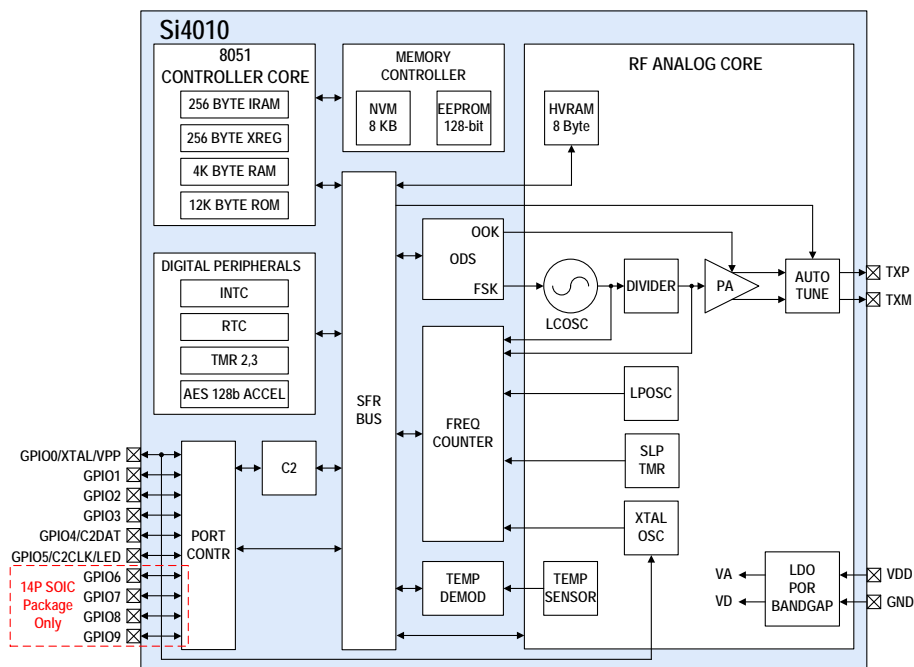 Si4010
8051
CONTROLLER CORE
256 BYTE IRAM
256 BYTE XREG
4K BYTE RAM
12K BYTE ROM
MEMORY
CONTROLLER
NVM
8 KB
EEPROM
128-bit
RF ANALOG CORE
HVRAM
8 Byte
DIGITAL PERIPHERALS
INTC
RTC
TMR 2,3
AES 128b ACCEL
SFR
BUS
OOK
ODS
FSK
LCOSC
DIVIDER
PA
AUTO
TUNE
TXP
TXM
FREQ
COUNTER
LPOSC
SLP
TMR
XTAL
OSC
GPIO0/XTAL/VPP
GPIO1
GPIO2
GPIO3
GPIO4/C2DAT
GPIO5/C2CLK/LED
GPIO6
GPIO7
GPIO8
GPIO9
14P SOIC
Package
Only
PORT
CONTR
C2
TEMP
DEMOD
TEMP
SENSOR
VA
VD
LDO
POR
BANDGAP
VDD
GND